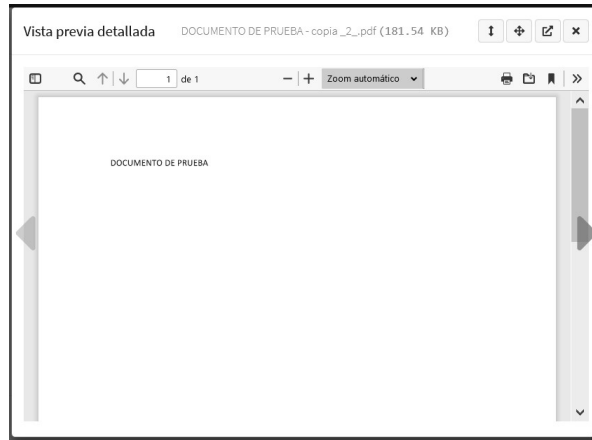 Vista previa detallada DOCUMENTO DE PRUEBA - copia _2_.pdf (181.54 KB)
1 de 1 Zoom automático
DOCUMENTO DE PRUEBA